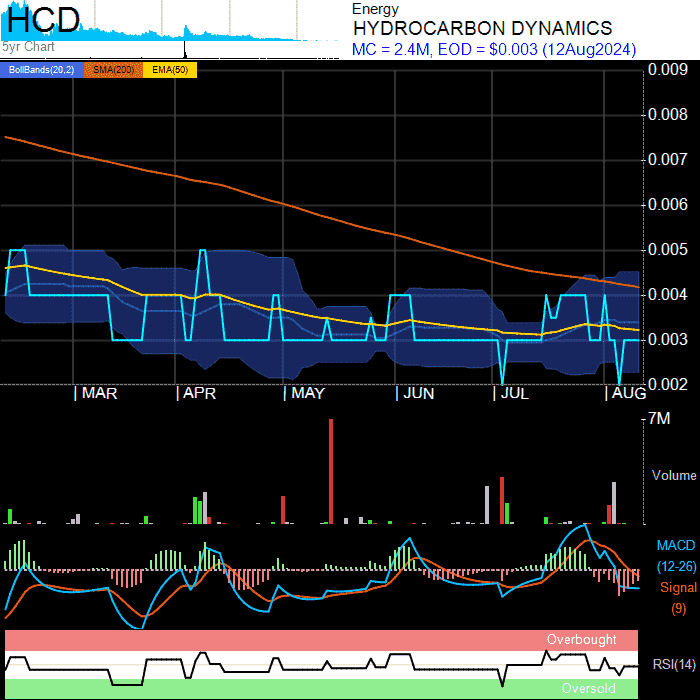 HCD
5yr Chart
Energy
HYDROCARBON DYNAMICS
MC = 2.4M, EOD = $0.003 (12Aug2024)
BollBands(20,2) SMA(200) EMA(50)
0.009
0.008
0.007
0.006
0.005
0.004
0.003
0.002
MAR APR MAY JUN JUL AUG
7M
Volume
MACD
(12-26)
Signal
(9)
Overbought
RSI(14)
Oversold